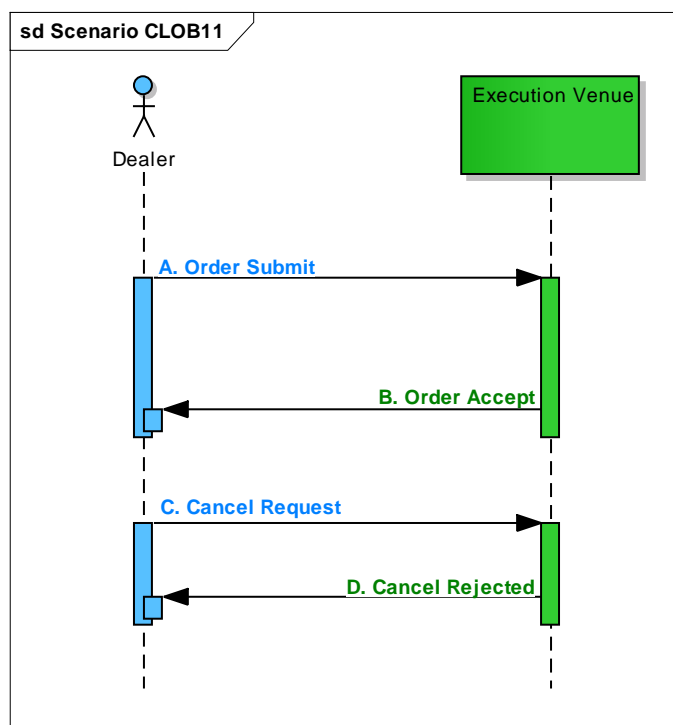 sd Scenario CLOB11
Dealer
Execution Venue
A. Order Submit
B. Order Accept
C. Cancel Request
D. Cancel Rejected